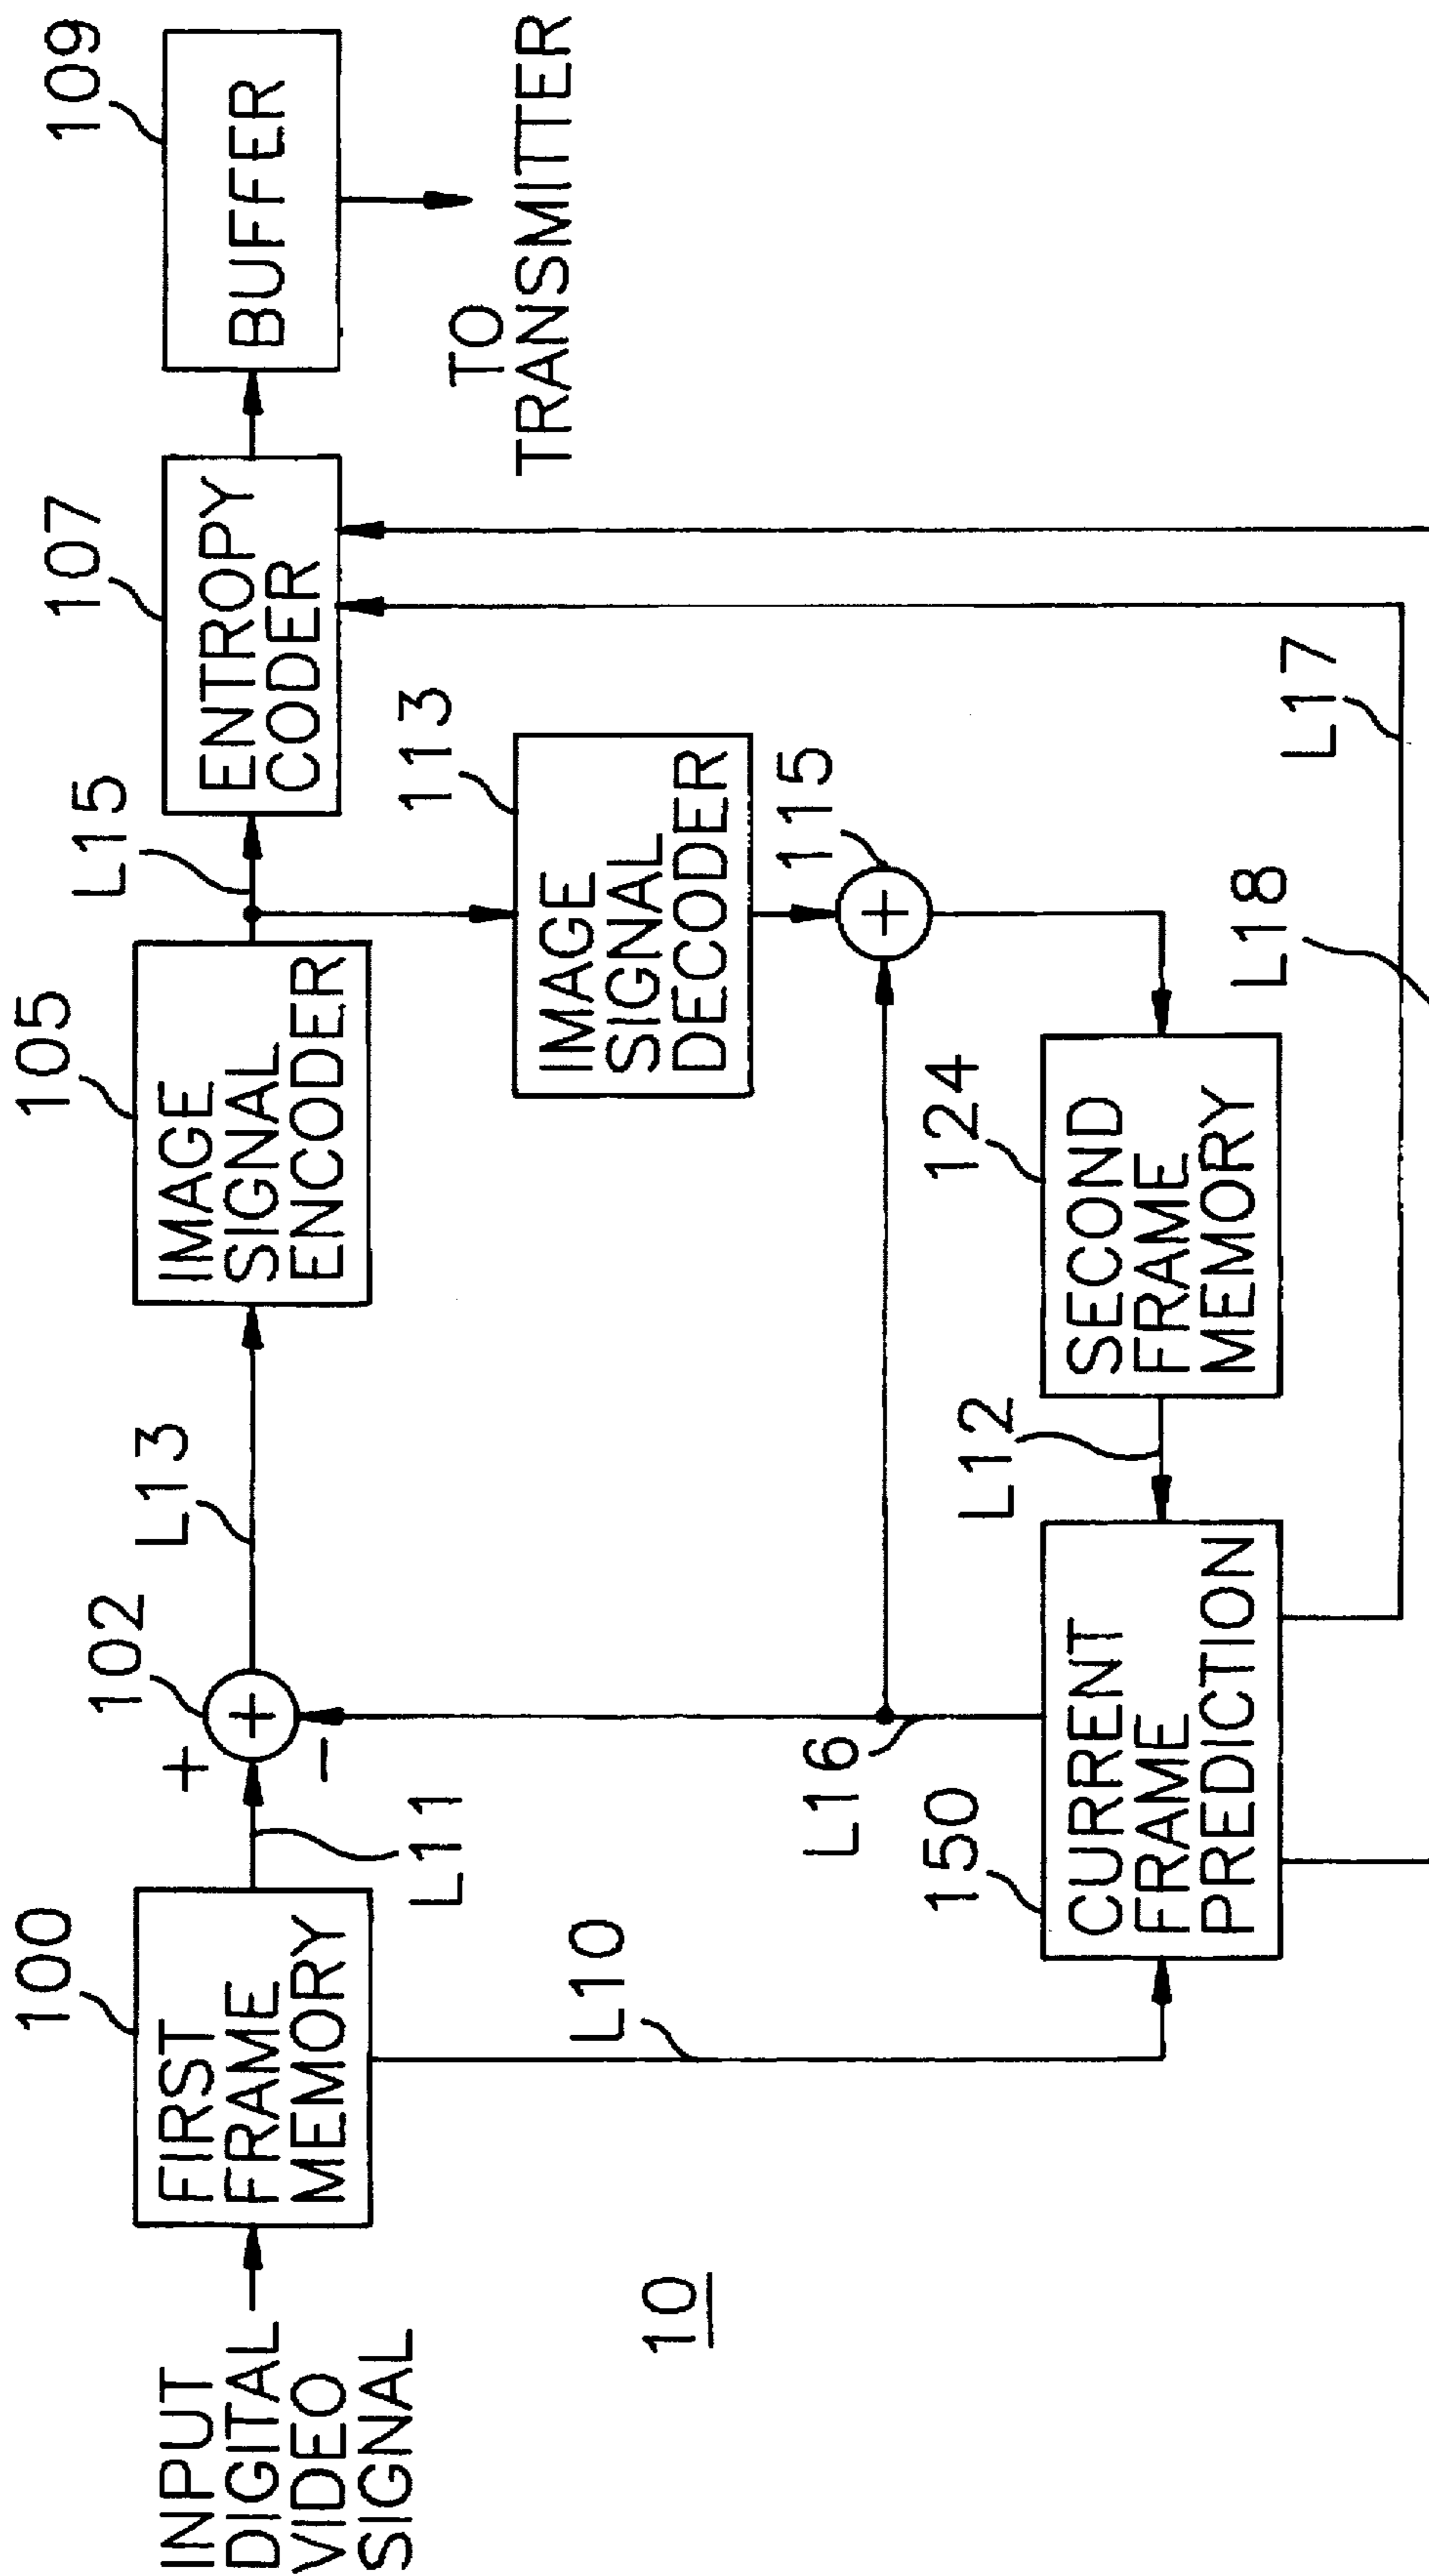 INPUT
DIGITAL
VIDEO
SIGNAL
100
FIRST
FRAME
MEMORY
L11
+
-
102
+
L13
105
IMAGE
SIGNAL
ENCODER
L15
107
ENTROPY
CODER
109
BUFFER
TO
TRANSMITTER
113
IMAGE
SIGNAL
DECODER
115
+
L10
L16
150
CURRENT
FRAME
PREDICTION
L12
124
SECOND
FRAME
MEMORY
L18
L17
10